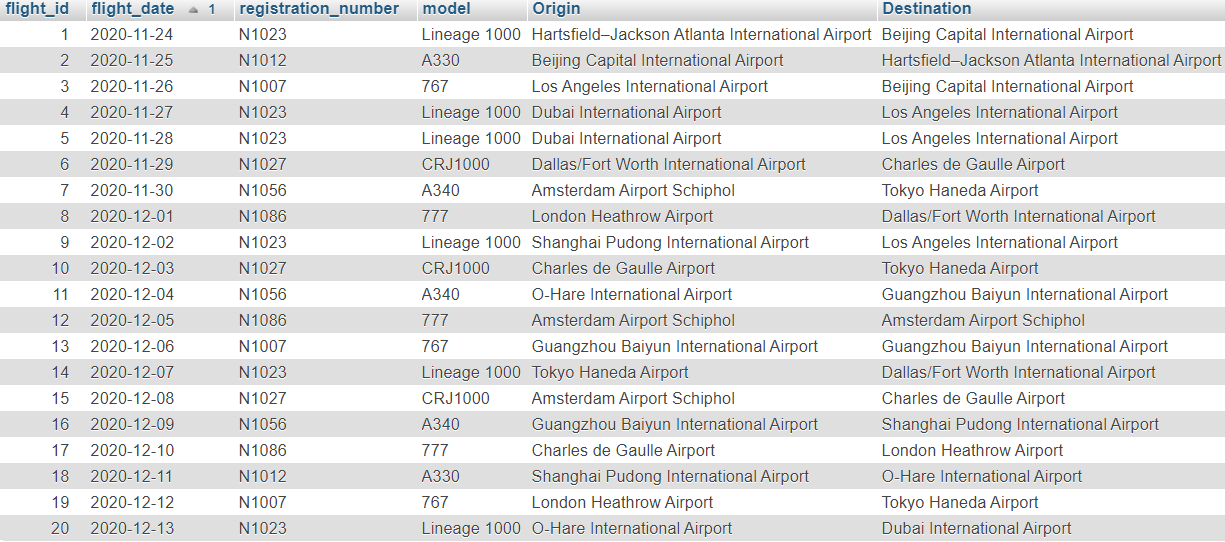 flight_id flight_date 1 registration_number model Origin Destination
1 2020-11-24 N1023 Lineage 1000 Hartsfield–Jackson Atlanta International Airport Beijing Capital International Airport
2 2020-11-25 N1012 A330 Beijing Capital International Airport Hartsfield–Jackson Atlanta International Airport
3 2020-11-26 N1007 767 Los Angeles International Airport Beijing Capital International Airport
4 2020-11-27 N1023 Lineage 1000 Dubai International Airport Los Angeles International Airport
5 2020-11-28 N1023 Lineage 1000 Dubai International Airport Los Angeles International Airport
6 2020-11-29 N1027 CRJ1000 Dallas/Fort Worth International Airport Charles de Gaulle Airport
7 2020-11-30 N1056 A340 Amsterdam Airport Schiphol Tokyo Haneda Airport
8 2020-12-01 N1086 777 London Heathrow Airport Dallas/Fort Worth International Airport
9 2020-12-02 N1023 Lineage 1000 Shanghai Pudong International Airport Los Angeles International Airport
10 2020-12-03 N1027 CRJ1000 Charles de Gaulle Airport Tokyo Haneda Airport
11 2020-12-04 N1056 A340 O-Hare International Airport Guangzhou Baiyun International Airport
12 2020-12-05 N1086 777 Amsterdam Airport Schiphol Amsterdam Airport Schiphol
13 2020-12-06 N1007 767 Guangzhou Baiyun International Airport Guangzhou Baiyun International Airport
14 2020-12-07 N1023 Lineage 1000 Tokyo Haneda Airport Dallas/Fort Worth International Airport
15 2020-12-08 N1027 CRJ1000 Amsterdam Airport Schiphol Charles de Gaulle Airport
16 2020-12-09 N1056 A340 Guangzhou Baiyun International Airport Shanghai Pudong International Airport
17 2020-12-10 N1086 777 Charles de Gaulle Airport London Heathrow Airport
18 2020-12-11 N1012 A330 Shanghai Pudong International Airport O-Hare International Airport
19 2020-12-12 N1007 767 London Heathrow Airport Tokyo Haneda Airport
20 2020-12-13 N1023 Lineage 1000 O-Hare International Airport Dubai International Airport